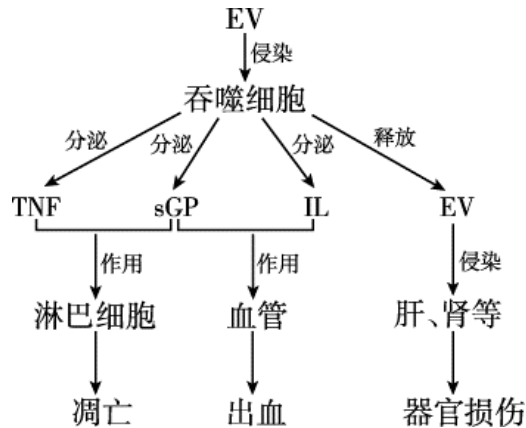 EV
侵染
吞噬细胞
分泌 分泌 分泌 释放
TNF sGP IL EV
作用 作用 侵染
淋巴细胞 血管 肝、肾等
凋亡 出血 器官损伤